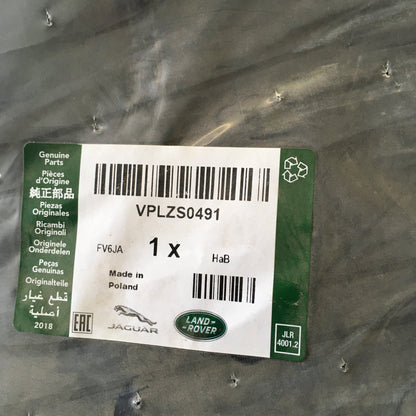 Genuine
Parts
Pièces
d'Origine
純正部品
Piezas
Originales
Ricambi
Originali
Originele
Onderdelen
Peças
Genuínas
Originalteile
قطع غيار
أصلية
2018
VPLZS0491
FV6JA 1 x HaB
Made in
Poland
EAC
JAGUAR
LAND-
ROVER
JLR
4001.2